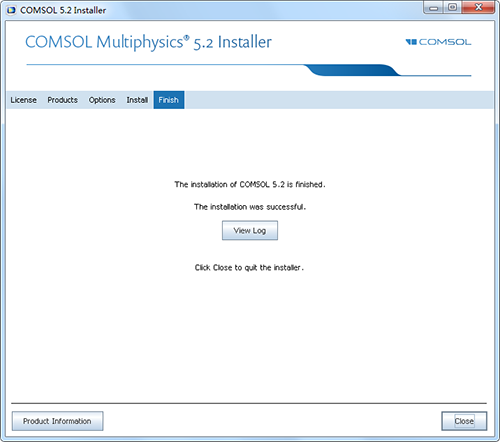 COMSOL 5.2 Installer
COMSOL Multiphysics® 5.2 Installer
COMSOL
License Products Options Install Finish
The installation of COMSOL 5.2 is finished.
The installation was successful.
View Log
Click Close to quit the installer.
Product Information
Close